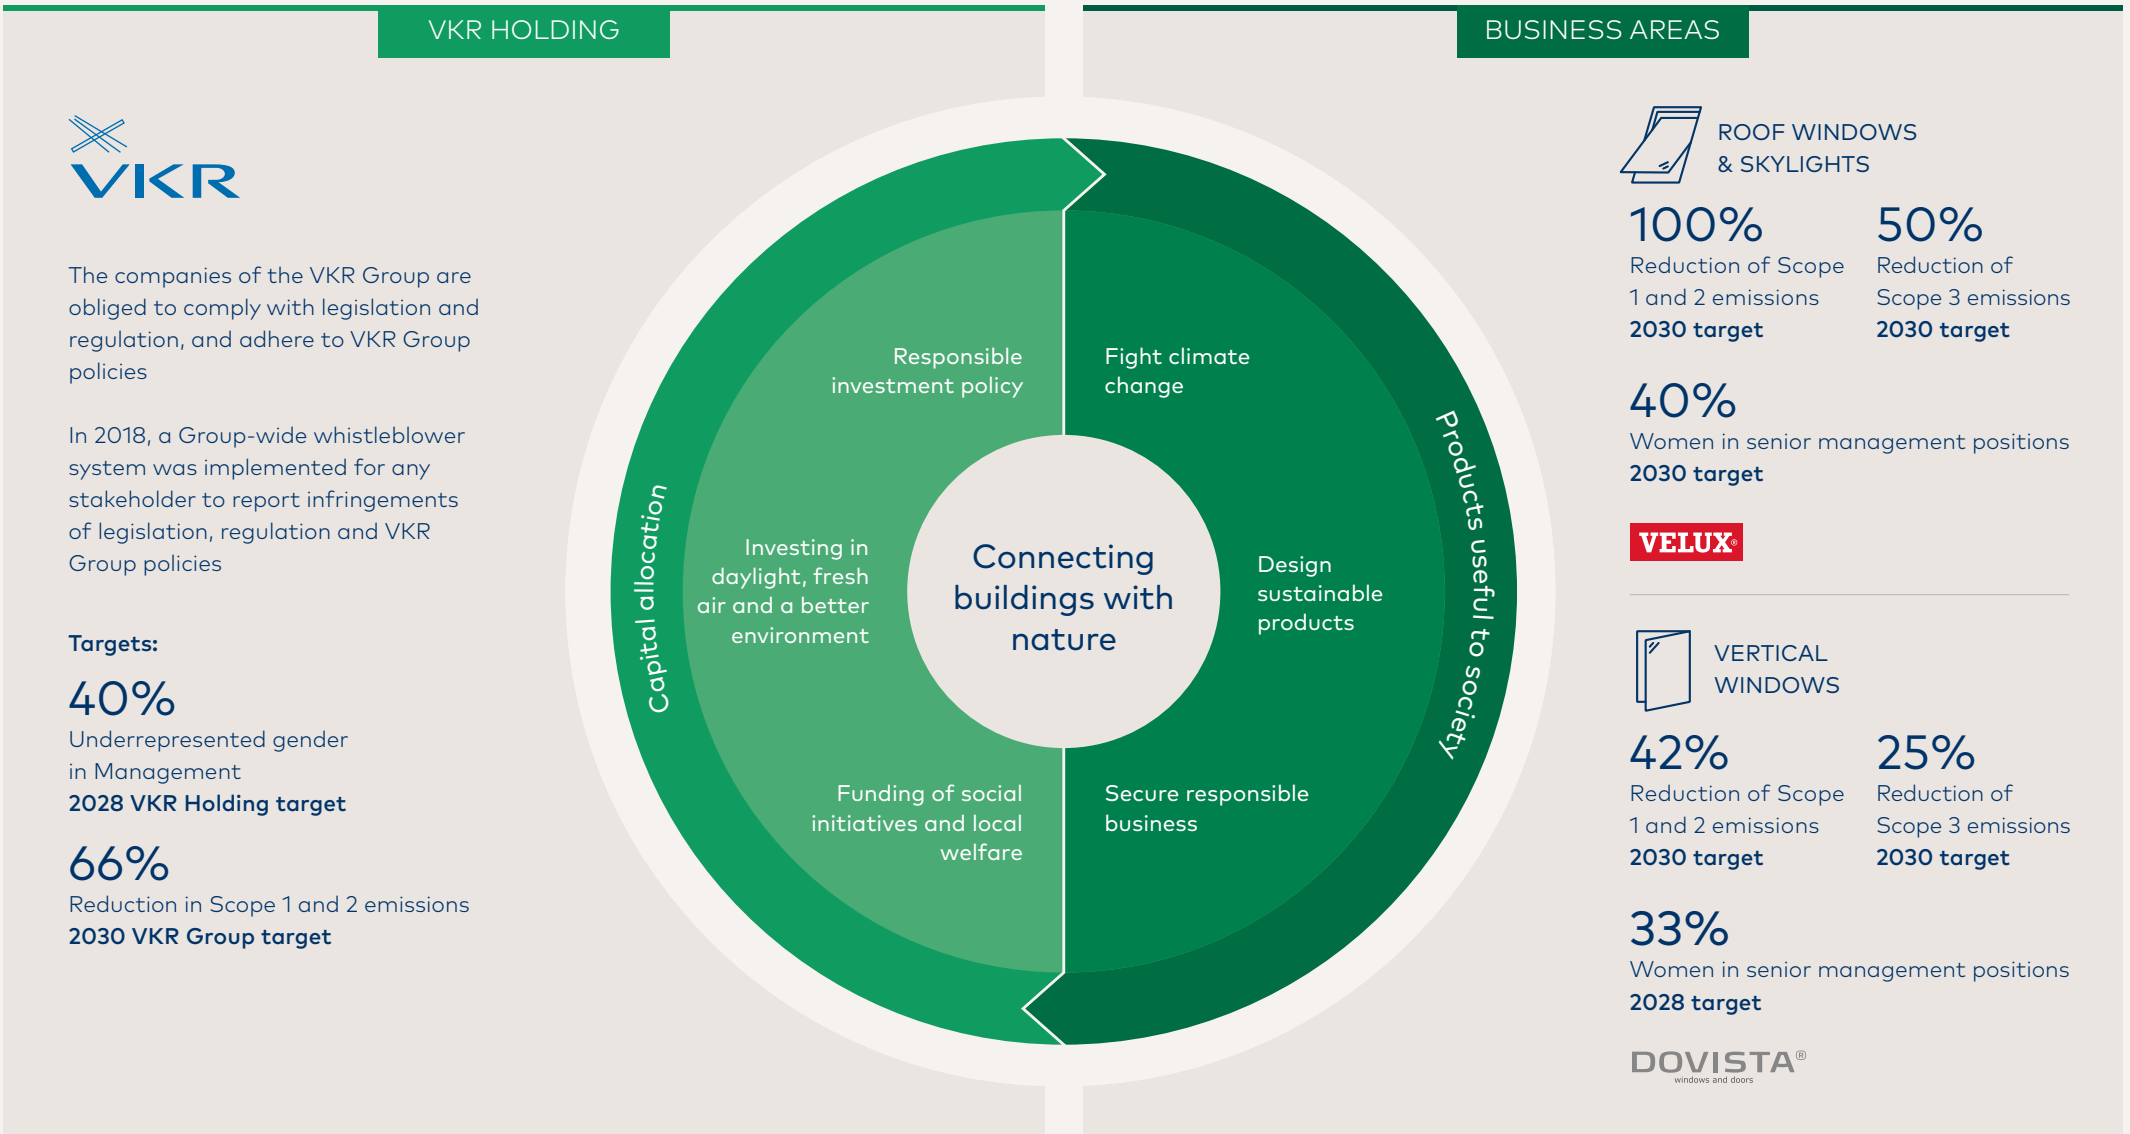 VKR HOLDING
VKR
The companies of the VKR Group are
obliged to comply with legislation and
regulation, and adhere to VKR Group
policies
In 2018, a Group-wide whistleblower
system was implemented for any
stakeholder to report infringements
of legislation, regulation and VKR
Group policies
Targets:
40%
Underrepresented gender
in Management
2028 VKR Holding target
66%
Reduction in Scope 1 and 2 emissions
2030 VKR Group target
Capital allocation
Responsible
investment policy
Investing in
daylight, fresh
air and a better
environment
Funding of social
initiatives and local
welfare
Connecting
buildings with
nature
BUSINESS AREAS
Fight climate
change
Design
sustainable
products
Secure responsible
business
Products useful to society
ROOF WINDOWS
& SKYLIGHTS
100%
Reduction of Scope
1 and 2 emissions
2030 target
50%
Reduction of
Scope 3 emissions
2030 target
40%
Women in senior management positions
2030 target
VELUX®
VERTICAL
WINDOWS
42%
Reduction of Scope
1 and 2 emissions
2030 target
25%
Reduction of
Scope 3 emissions
2030 target
33%
Women in senior management positions
2028 target
DOVISTA®
windows and doors